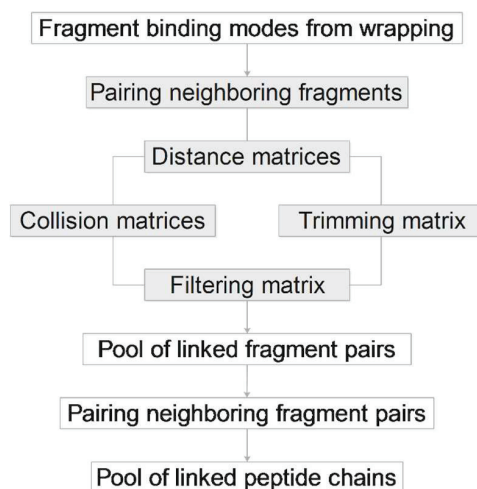 Fragment binding modes from wrapping
Pairing neighboring fragments
Distance matrices
Collision matrices
Trimming matrix
Filtering matrix
Pool of linked fragment pairs
Pairing neighboring fragment pairs
Pool of linked peptide chains